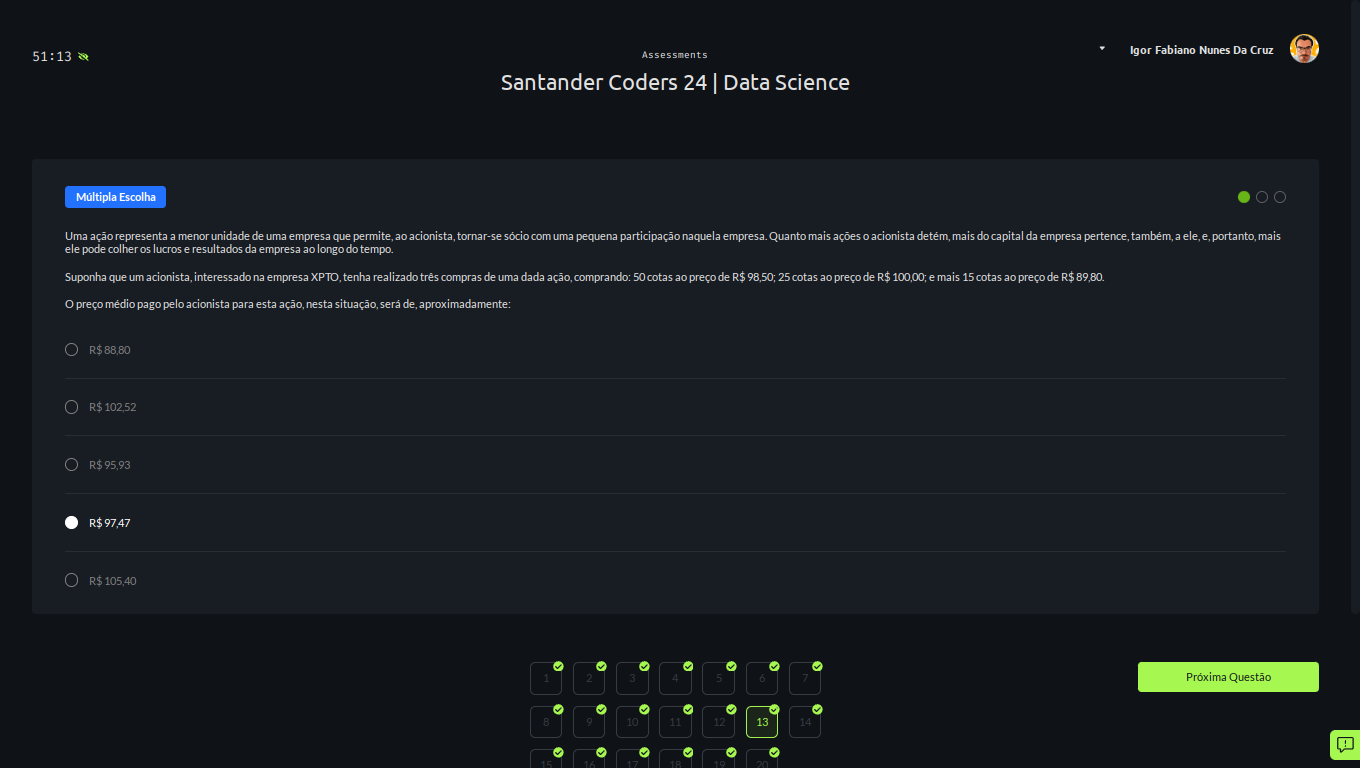 51:13
Assessments
Igor Fabiano Nunes Da Cruz
Santander Coders 24 | Data Science
Múltipla Escolha
Uma ação representa a menor unidade de uma empresa que permite, ao acionista, tornar-se sócio com uma pequena participação naquela empresa. Quanto mais ações o acionista detém, mais do capital da empresa pertence, também, a ele, e, portanto, mais
ele pode colher os lucros e resultados da empresa ao longo do tempo.
Suponha que um acionista, interessado na empresa XPTO, tenha realizado três compras de uma dada ação, comprando: 50 cotas ao preço de R$ 98,50; 25 cotas ao preço de R$ 100,00; e mais 15 cotas ao preço de R$ 89,80.
O preço médio pago pelo acionista para esta ação, nesta situação, será de, aproximadamente:
R$ 88,80
R$ 102,52
R$ 95,93
R$ 97,47
R$ 105,40
1 2 3 4 5 6 7
Próxima Questão
8 9 10 11 12 13 14
15 16 17 18 19 20